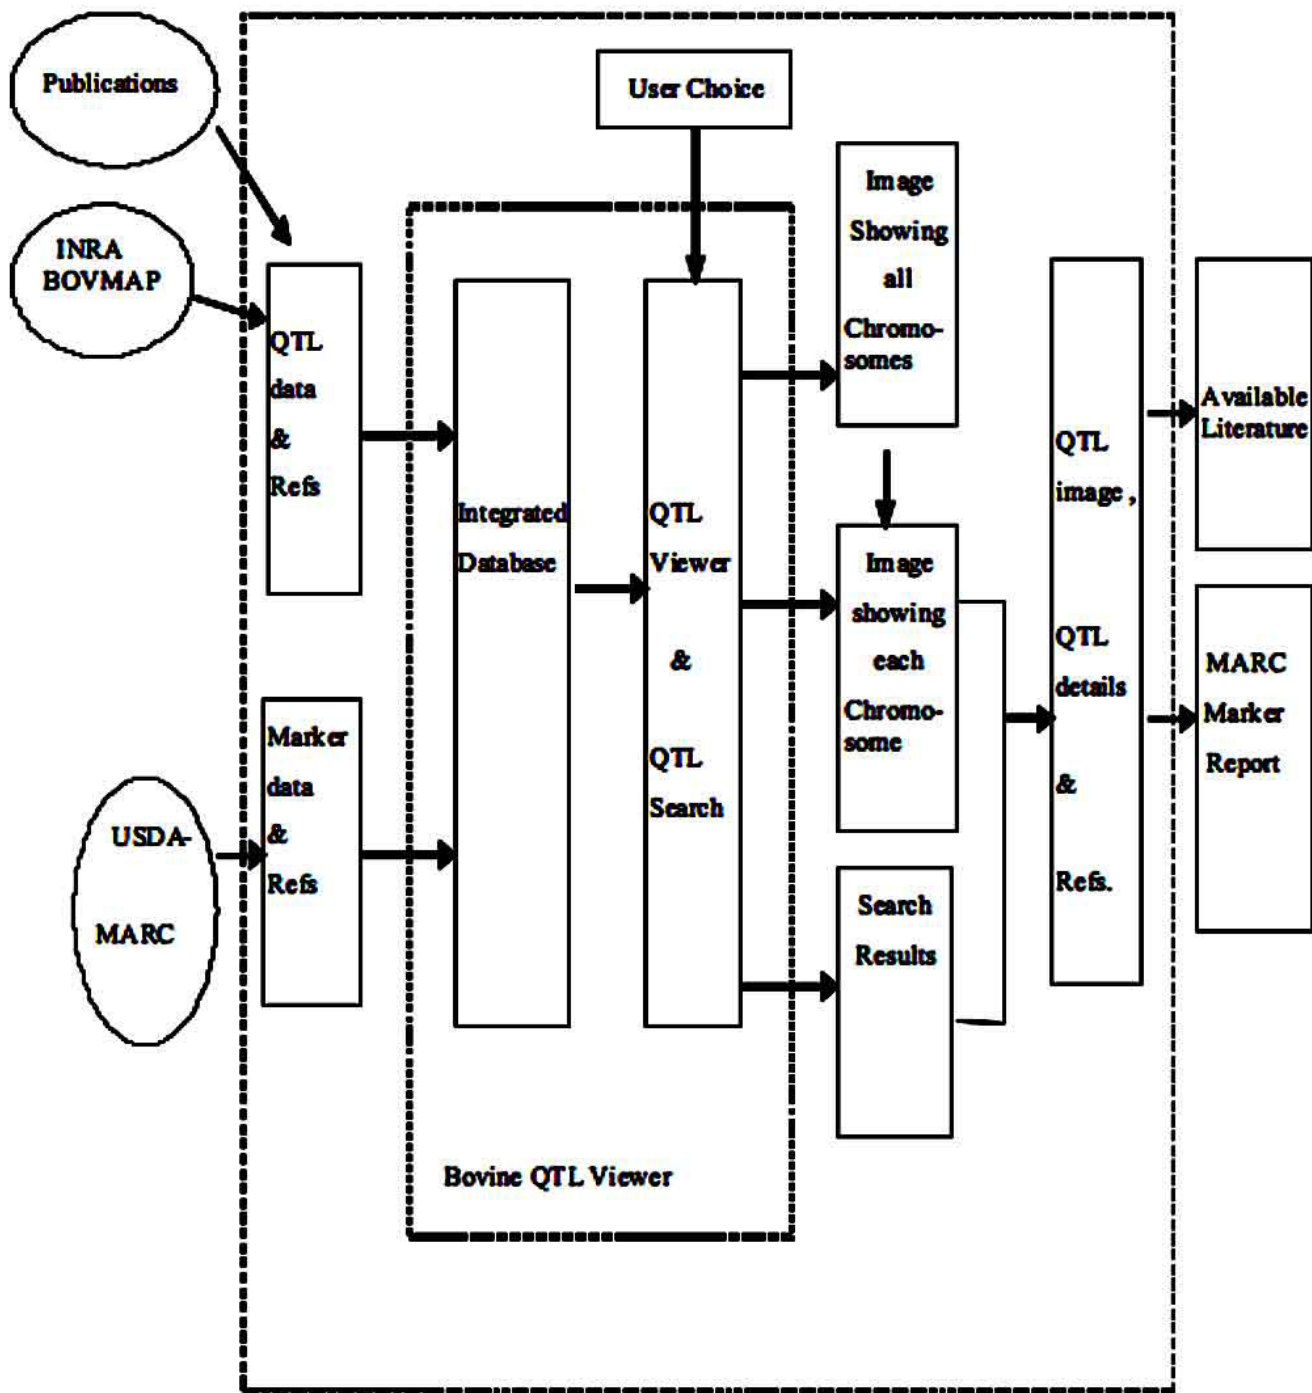 Publications
INRA
BOVMAP
USDA-
MARC
QTL
data
&
Refs
Marker
data
&
Refs
Integrated
Database
User Choice
QTL
Viewer
&
QTL
Search
Bovine QTL Viewer
Image
Showing
all
Chromo-
somes
Image
showing
each
Chromo-
some
Search
Results
QTL
image ,
QTL
details
&
Refs.
Available
Literature
MARC
Marker
Report